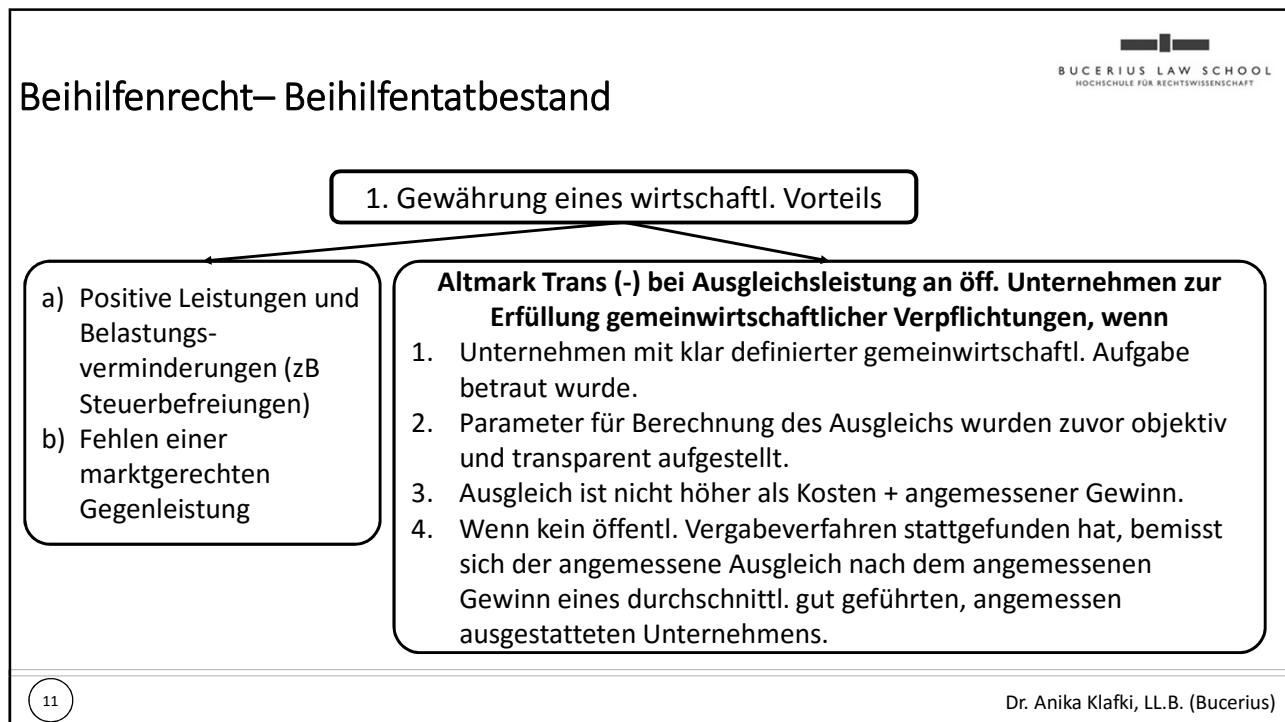 BUCERIUS LAW SCHOOL
HOCHSCHULE FÜR RECHTSWISSENSCHAFT
Beihilfenrecht– Beihilfentatbestand
1. Gewährung eines wirtschaftl. Vorteils
a) Positive Leistungen und
Belastungs-
verminderungen (zB
Steuerbefreiungen)
b) Fehlen einer
marktgerechten
Gegenleistung
Altmark Trans (-) bei Ausgleichsleistung an öff. Unternehmen zur
Erfüllung gemeinwirtschaftlicher Verpflichtungen, wenn
1. Unternehmen mit klar definierter gemeinwirtschaftl. Aufgabe
betraut wurde.
2. Parameter für Berechnung des Ausgleichs wurden zuvor objektiv
und transparent aufgestellt.
3. Ausgleich ist nicht höher als Kosten + angemessener Gewinn.
4. Wenn kein öffentl. Vergabeverfahren stattgefunden hat, bemisst
sich der angemessene Ausgleich nach dem angemessenen
Gewinn eines durchschnittl. gut geführten, angemessen
ausgestatteten Unternehmens.
11
Dr. Anika Klafki, LL.B. (Bucerius)